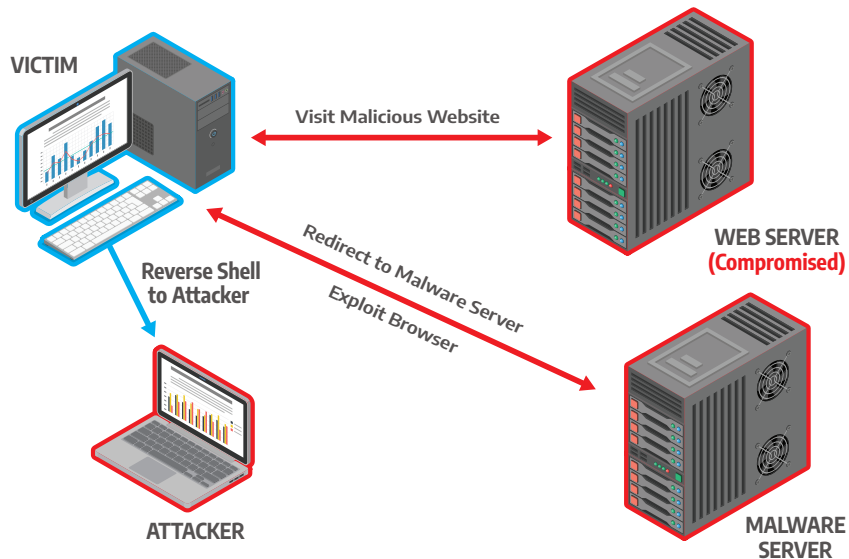 VICTIM
Visit Malicious Website
WEB SERVER
(Compromised)
Redirect to Malware Server
Exploit Browser
Reverse Shell
to Attacker
ATTACKER
MALWARE
SERVER